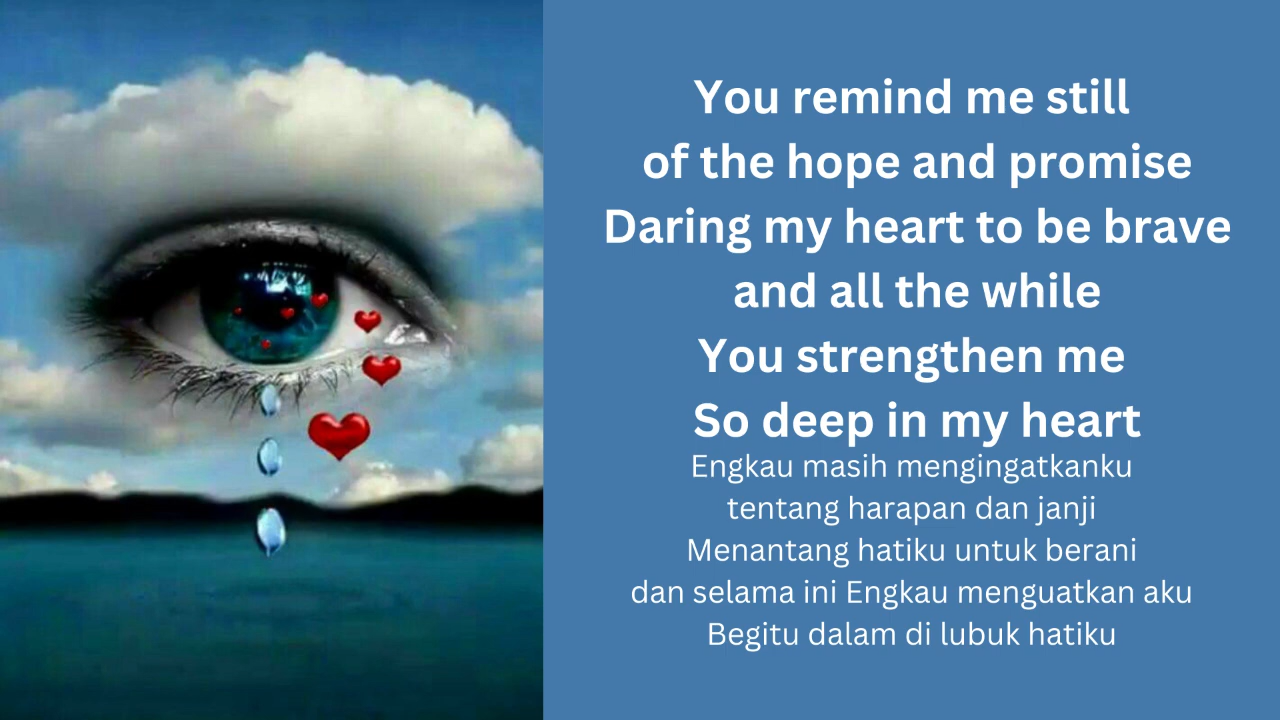 You remind me still
of the hope and promise
Daring my heart to be brave
and all the while
You strengthen me
So deep in my heart
Engkau masih mengingatkanku
tentang harapan dan janji
Menantang hatiku untuk berani
dan selama ini Engkau menguatkan aku
Begitu dalam di lubuk hatiku